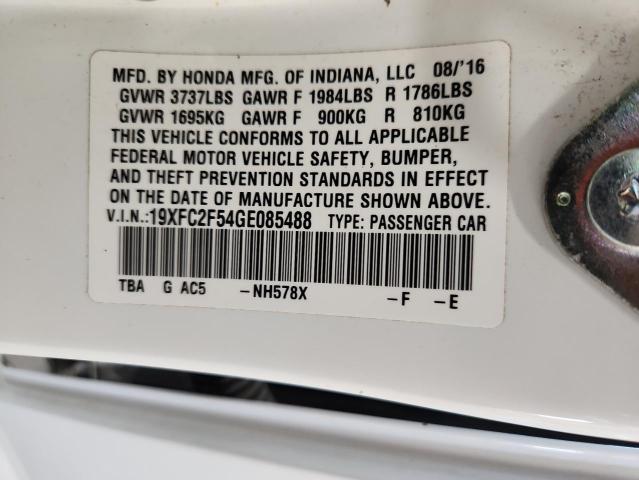 MFD. BY HONDA MFG. OF INDIANA, LLC 08/'16
GVWR 3737LBS GAWR F 1984LBS R 1786LBS
GVWR 1695KG GAWR F 900KG R 810KG
THIS VEHICLE CONFORMS TO ALL APPLICABLE
FEDERAL MOTOR VEHICLE SAFETY, BUMPER,
AND THEFT PREVENTION STANDARDS IN EFFECT
ON THE DATE OF MANUFACTURE SHOWN ABOVE.
V.I.N.:19XFC2F54GE085488 TYPE: PASSENGER CAR
TBA G AC5 -NH578X -F -E